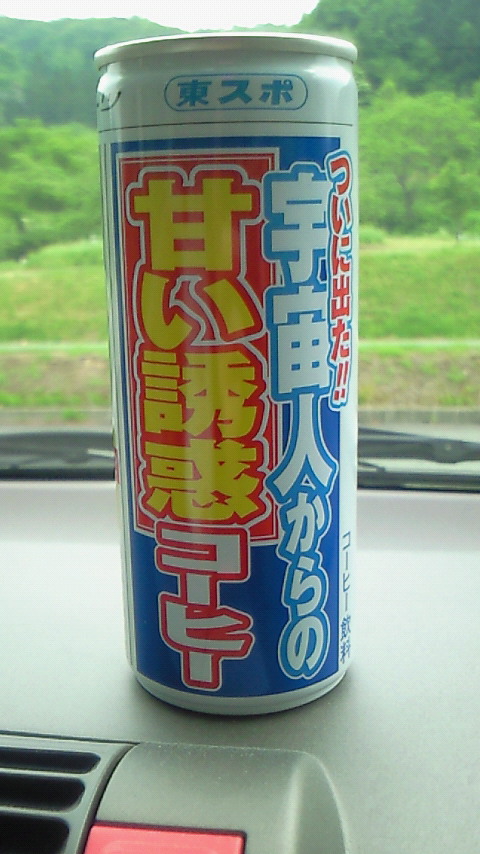 東スポ
ついに出た!!
宇宙人からの
甘い誘惑
コーヒー
コーヒー飲料